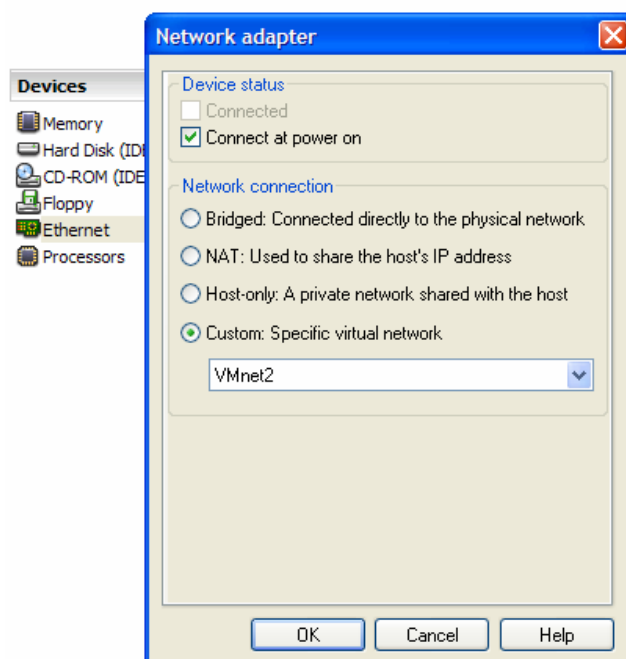 Network adapter
Devices
Memory
Hard Disk (IDE
CD-ROM (IDE
Floppy
Ethernet
Processors
Device status
Connected
Connect at power on
Network connection
Bridged: Connected directly to the physical network
NAT: Used to share the host's IP address
Host-only: A private network shared with the host
Custom: Specific virtual network
VMnet2
OK
Cancel
Help